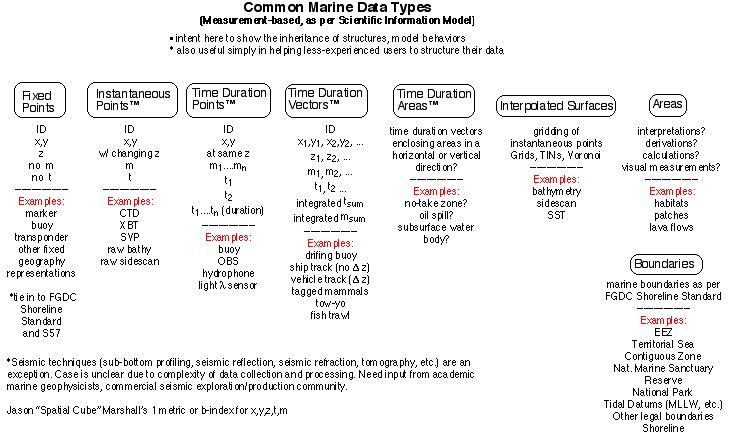 Common Marine Data Types
(Measurement-based, as per Scientific Information Model)
• intent here to show the inheritance of structures, model behaviors
* also useful simply in helping less-experienced users to structure their data
Fixed
Points
ID
x,y
z
no m
no t
Examples:
marker
buoy
transponder
other fixed
geography
representations
*tie in to FGDC
Shoreline
Standard
and S57
Instantaneous
Points™
ID
x,y
w/ changing z
m
t
Examples:
CTD
XBT
SVP
raw bathy
raw sidescan
Time Duration
Points™
ID
x,y
at same z
m1....mn
t1
t2
t1....tn (duration)
Examples:
buoy
OBS
hydrophone
light λ sensor
Time Duration
Vectors™
ID
x1,y1, x2,y2, ...
z1, z2, ...
m1, m2, ...
t1, t2 ...
integrated tsum
integrated msum
Examples:
drifing buoy
ship track (no Δ z)
vehicle track (Δ z)
tagged mammals
tow-yo
fish trawl
Time Duration
Areas™
time duration vectors
enclosing areas in a
horizontal or vertical
direction?
Examples:
no-take zone?
oil spill?
subsurface water
body?
Interpolated Surfaces
gridding of
instantaneous points
Grids, TINs, Voronoi
Examples:
bathymetry
sidescan
SST
Areas
interpretations?
derivations?
calculations?
visual measurements?
Examples:
habitats
patches
lava flows
Boundaries
marine boundaries as per
FGDC Shoreline Standard
Examples:
EEZ
Territorial Sea
Contiguous Zone
Nat. Marine Sanctuary
Reserve
National Park
Tidal Datums (MLLW, etc.)
Other legal boundaries
Shoreline
*Seismic techniques (sub-bottom profiling, seismic reflection, seismic refraction, tomography, etc.) are an
exception. Case is unclear due to complexity of data collection and processing. Need input from academic
marine geophysicists, commercial seismic exploration/production community.
Jason "Spatial Cube" Marshall's 1 metric or b-index for x,y,z,t,m